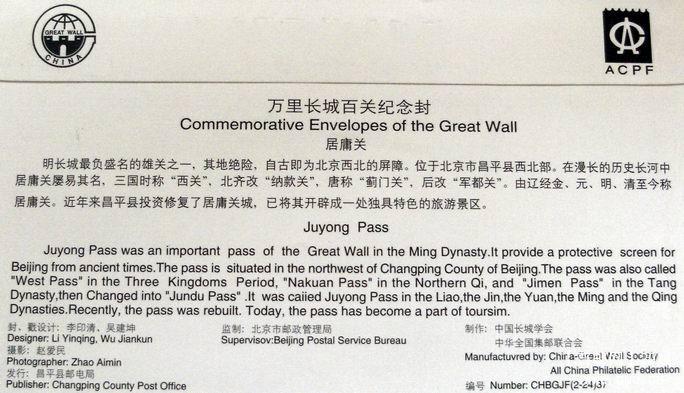 GREAT WALL
CHINA
ACPF
万里长城百关纪念封
Commemorative Envelopes of the Great Wall
居庸关
明长城最负盛名的雄关之一，其地绝险，自古即为北京西北的屏障。位于北京市昌平县西北部。在漫长的历史长河中
居庸关屡易其名，三国时称“西关”，北齐改“纳款关”，唐称“蓟门关”，后改“军都关”。由辽经金、元、明、清至今称
居庸关。近年来昌平县投资修复了居庸关城，已将其开辟成一处独具特色的旅游景区。
Juyong Pass
Juyong Pass was an important pass of the Great Wall in the Ming Dynasty.It provide a protective screen for
Beijing from ancient times.The pass is situated in the northwest of Changping County of Beijing.The pass was also called
"West Pass" in the Three Kingdoms Period, "Nakuan Pass" in the Northern Qi, and "Jimen Pass" in the Tang
Dynasty,then Changed into "Jundu Pass" .It was caiied Juyong Pass in the Liao,the Jin,the Yuan,the Ming and the Qing
Dynasties.Recently, the pass was rebuilt. Today, the pass has become a part of toursim.
封、戳设计: 李印清、吴建坤
Designer: Li Yinqing, Wu Jiankun
摄影: 赵爱民
Photographer: Zhao Aimin
发行: 昌平县邮电局
Publisher: Changping County Post Office
监制: 北京市邮政管理局
Supervisor:Beijing Postal Service Bureau
制作: 中国长城学会
中华全国集邮联合会
Manufactuvred by: China-Great Wall Society
All China Philatelic Federation
编号 Number: CHBGJF(2-24)37